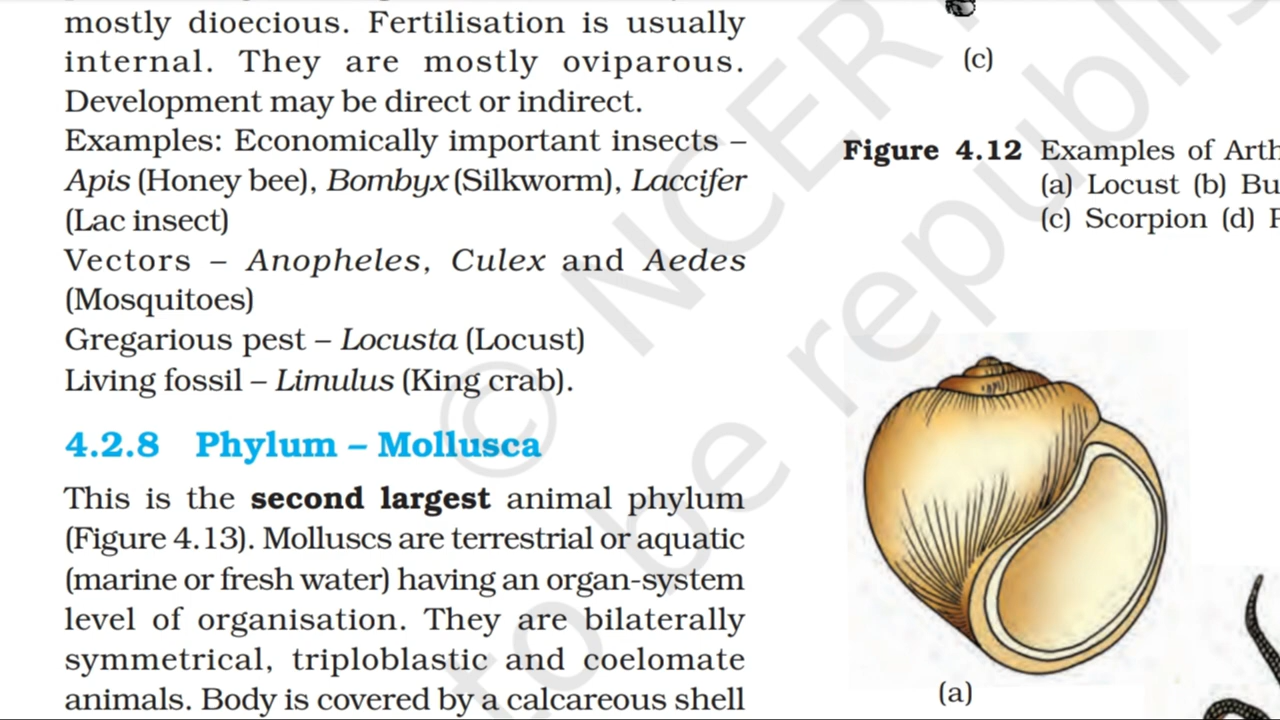 mostly dioecious. Fertilisation is usually
internal. They are mostly oviparous.
Development may be direct or indirect.
Examples: Economically important insects –
Apis (Honey bee), Bombyx (Silkworm), Laccifer
(Lac insect)
Vectors – Anopheles, Culex and Aedes
(Mosquitoes)
Gregarious pest – Locusta (Locust)
Living fossil – Limulus (King crab).
4.2.8 Phylum – Mollusca
This is the second largest animal phylum
(Figure 4.13). Molluscs are terrestrial or aquatic
(marine or fresh water) having an organ-system
level of organisation. They are bilaterally
symmetrical, triploblastic and coelomate
animals. Body is covered by a calcareous shell
(c)
Figure 4.12 Examples of Arth
(a) Locust (b) Bu
(c) Scorpion (d)
(a)
© NCER
to be republis